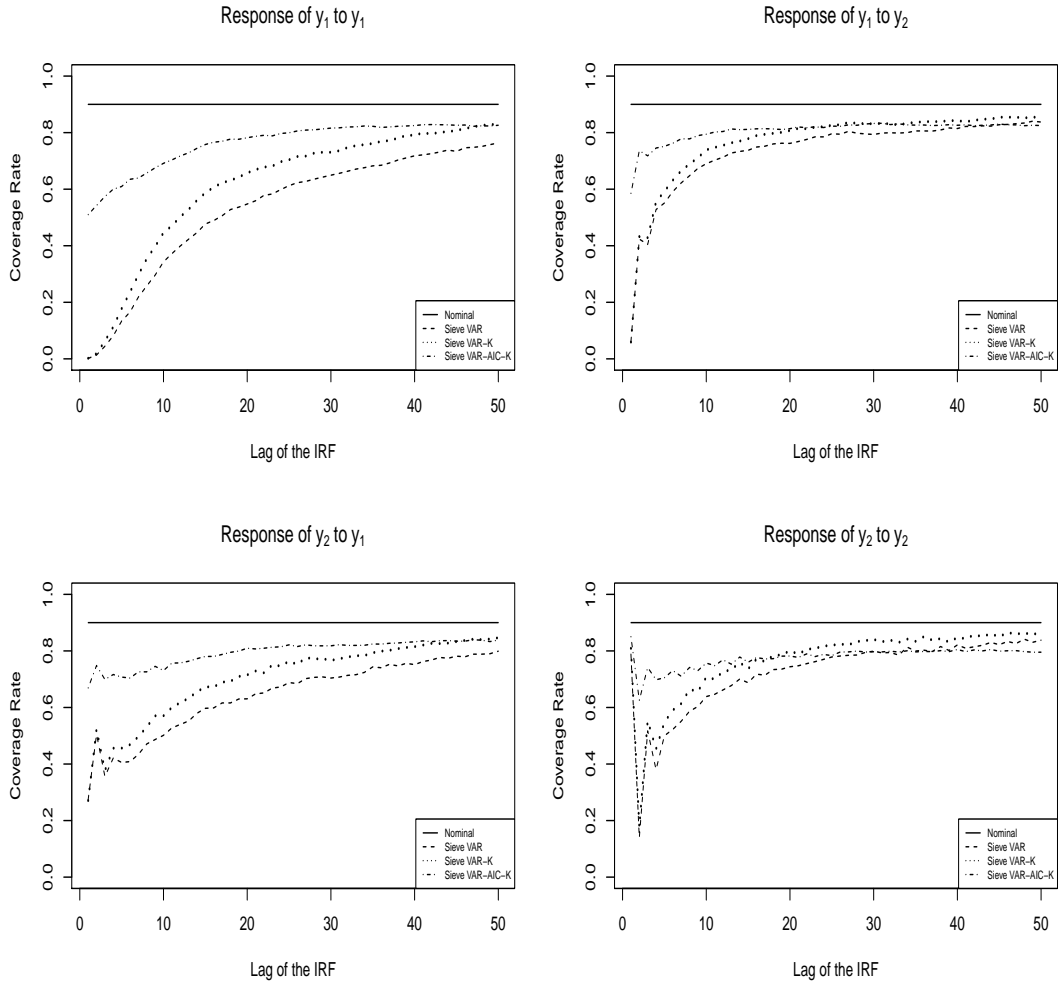 Response of y1 to y1
Coverage Rate
1.0
0.8
0.6
0.4
0.2
0.0
Nominal
Sieve VAR
Sieve VAR−K
Sieve VAR−AIC−K
0 10 20 30 40 50
Lag of the IRF
Response of y1 to y2
Coverage Rate
1.0
0.8
0.6
0.4
0.2
0.0
Nominal
Sieve VAR
Sieve VAR−K
Sieve VAR−AIC−K
0 10 20 30 40 50
Lag of the IRF
Response of y2 to y1
Coverage Rate
1.0
0.8
0.6
0.4
0.2
0.0
Nominal
Sieve VAR
Sieve VAR−K
Sieve VAR−AIC−K
0 10 20 30 40 50
Lag of the IRF
Response of y2 to y2
Coverage Rate
1.0
0.8
0.6
0.4
0.2
0.0
Nominal
Sieve VAR
Sieve VAR−K
Sieve VAR−AIC−K
0 10 20 30 40 50
Lag of the IRF